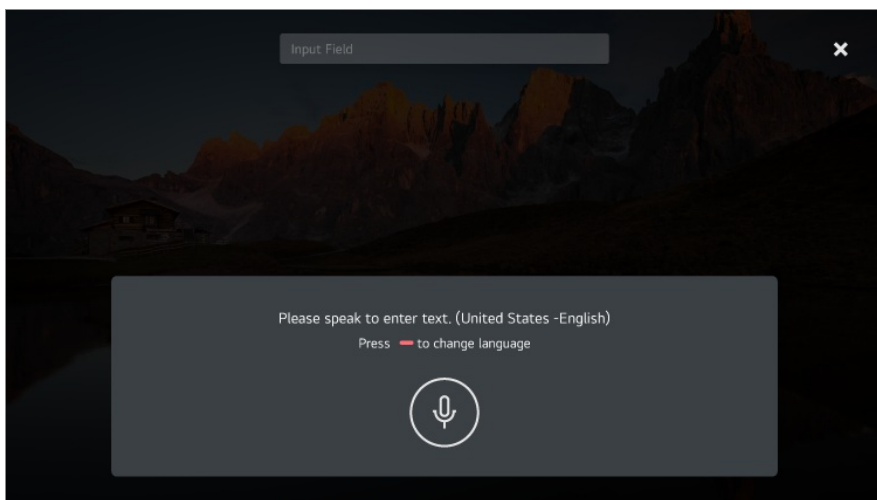 Input Field
Please speak to enter text. (United States -English)
Press to change language